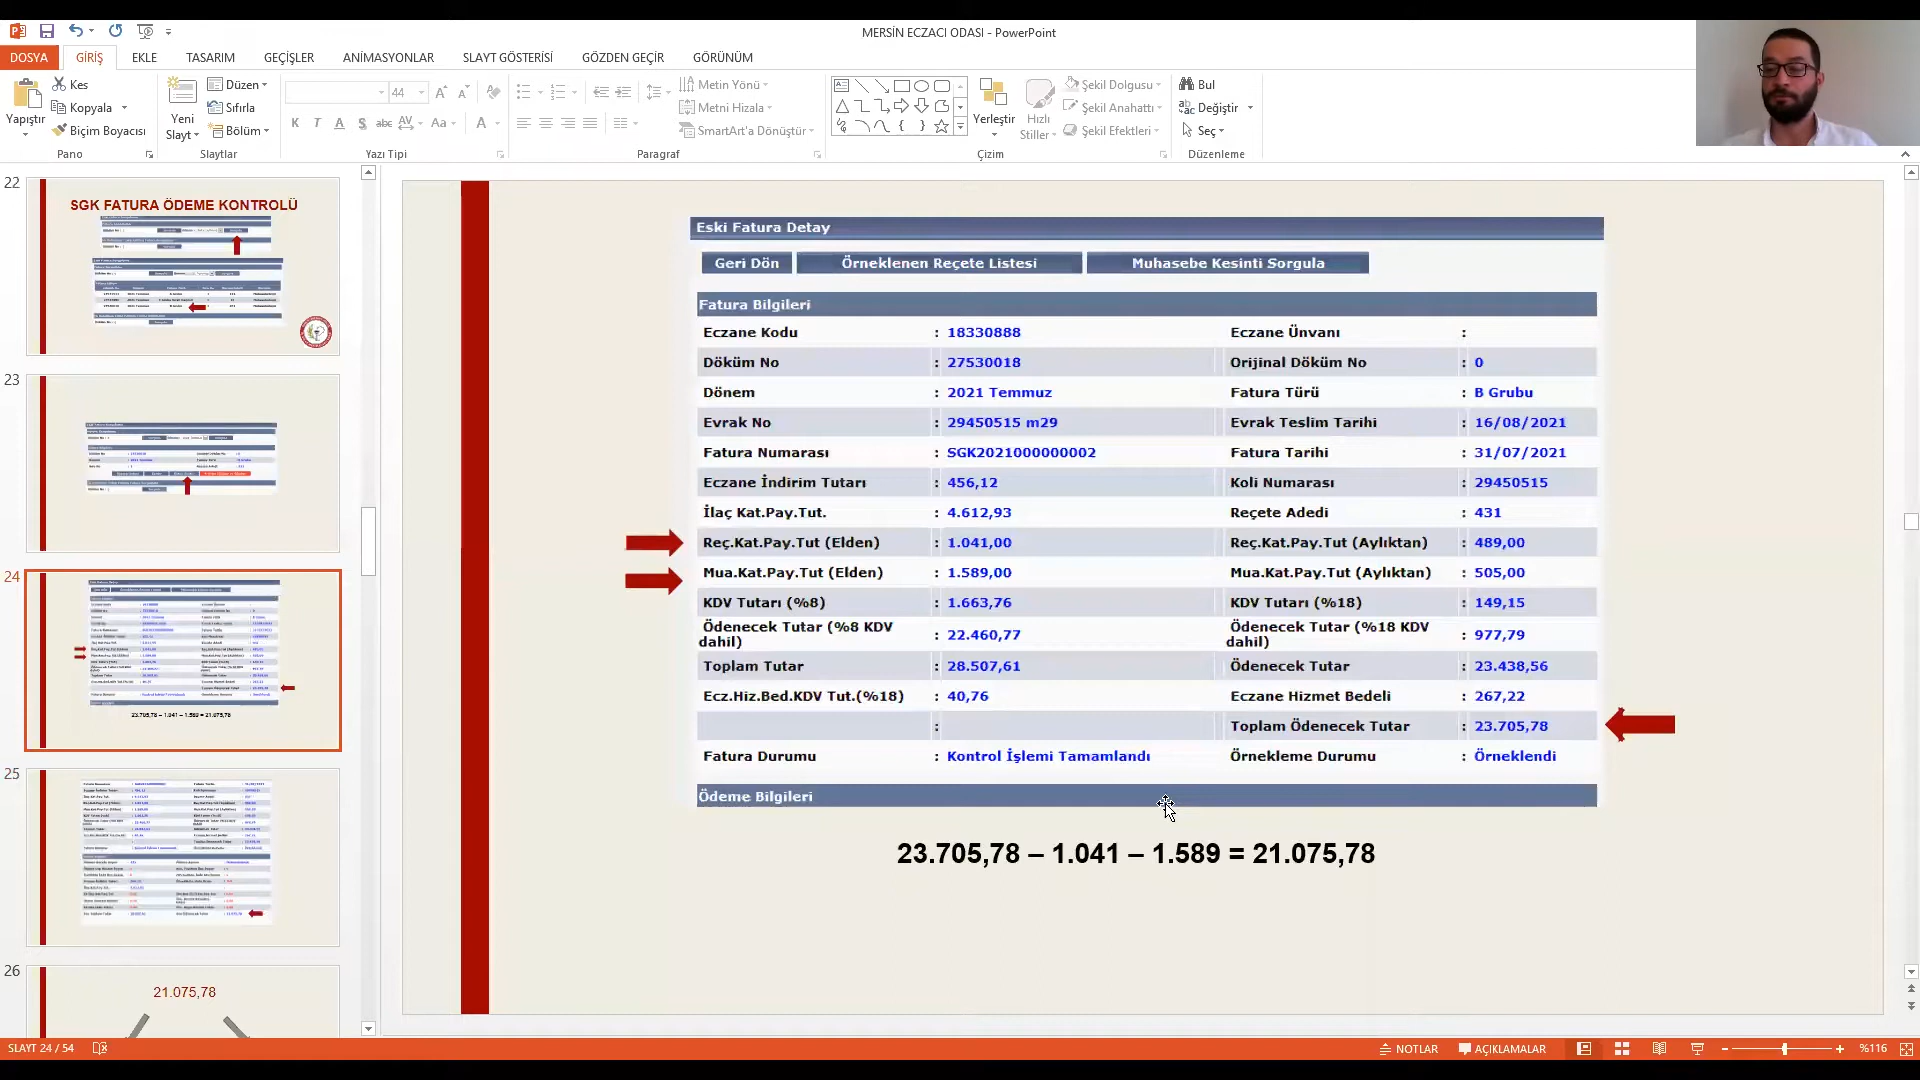 MERSİN ECZACI ODASI - PowerPoint
DOSYA GİRİŞ EKLE TASARIM GEÇİŞLER ANİMASYONLAR SLAYT GÖSTERİSİ GÖZDEN GEÇİR GÖRÜNÜM
Yapıştır
Kes
Kopyala
Biçim Boyacısı
Pano
Yeni
Slayt
Düzen
Sıfırla
Bölüm
Slaytlar
44
K T A S abc AV Aa A
Yazı Tipi
Metin Yönü
Metni Hizala
SmartArt'a Dönüştür
Paragraf
Yerleştir
Hızlı
Stiller
Şekil Dolgusu
Şekil Anahattı
Şekil Efektleri
Çizim
Bul
Değiştir
Seç
Düzenleme
22
SGK FATURA ÖDEME KONTROLÜ
23
24
23.705,78 – 1.041 – 1.589 = 21.075,78
25
26
21.075,78
Eski Fatura Detay
Geri Dön Örneklenen Reçete Listesi Muhasebe Kesinti Sorgula
Fatura Bilgileri
Eczane Kodu : 18330888 Eczane Ünvanı :
Döküm No : 27530018 Orijinal Döküm No : 0
Dönem : 2021 Temmuz Fatura Türü : B Grubu
Evrak No : 29450515 m29 Evrak Teslim Tarihi : 16/08/2021
Fatura Numarası : SGK2021000000002 Fatura Tarihi : 31/07/2021
Eczane İndirim Tutarı : 456,12 Koli Numarası : 29450515
İlaç Kat.Pay.Tut. : 4.612,93 Reçete Adedi : 431
Reç.Kat.Pay.Tut (Elden) : 1.041,00 Reç.Kat.Pay.Tut (Aylıktan) : 489,00
Mua.Kat.Pay.Tut (Elden) : 1.589,00 Mua.Kat.Pay.Tut (Aylıktan) : 505,00
KDV Tutarı (%8) : 1.663,76 KDV Tutarı (%18) : 149,15
Ödenecek Tutar (%8 KDV dahil) : 22.460,77 Ödenecek Tutar (%18 KDV dahil) : 977,79
Toplam Tutar : 28.507,61 Ödenecek Tutar : 23.438,56
Ecz.Hiz.Bed.KDV Tut.(%18) : 40,76 Eczane Hizmet Bedeli : 267,22
: Toplam Ödenecek Tutar : 23.705,78
Fatura Durumu : Kontrol İşlemi Tamamlandı Örnekleme Durumu : Örneklendi
Ödeme Bilgileri
23.705,78 – 1.041 – 1.589 = 21.075,78
SLAYT 24 / 54
NOTLAR AÇIKLAMALAR %116